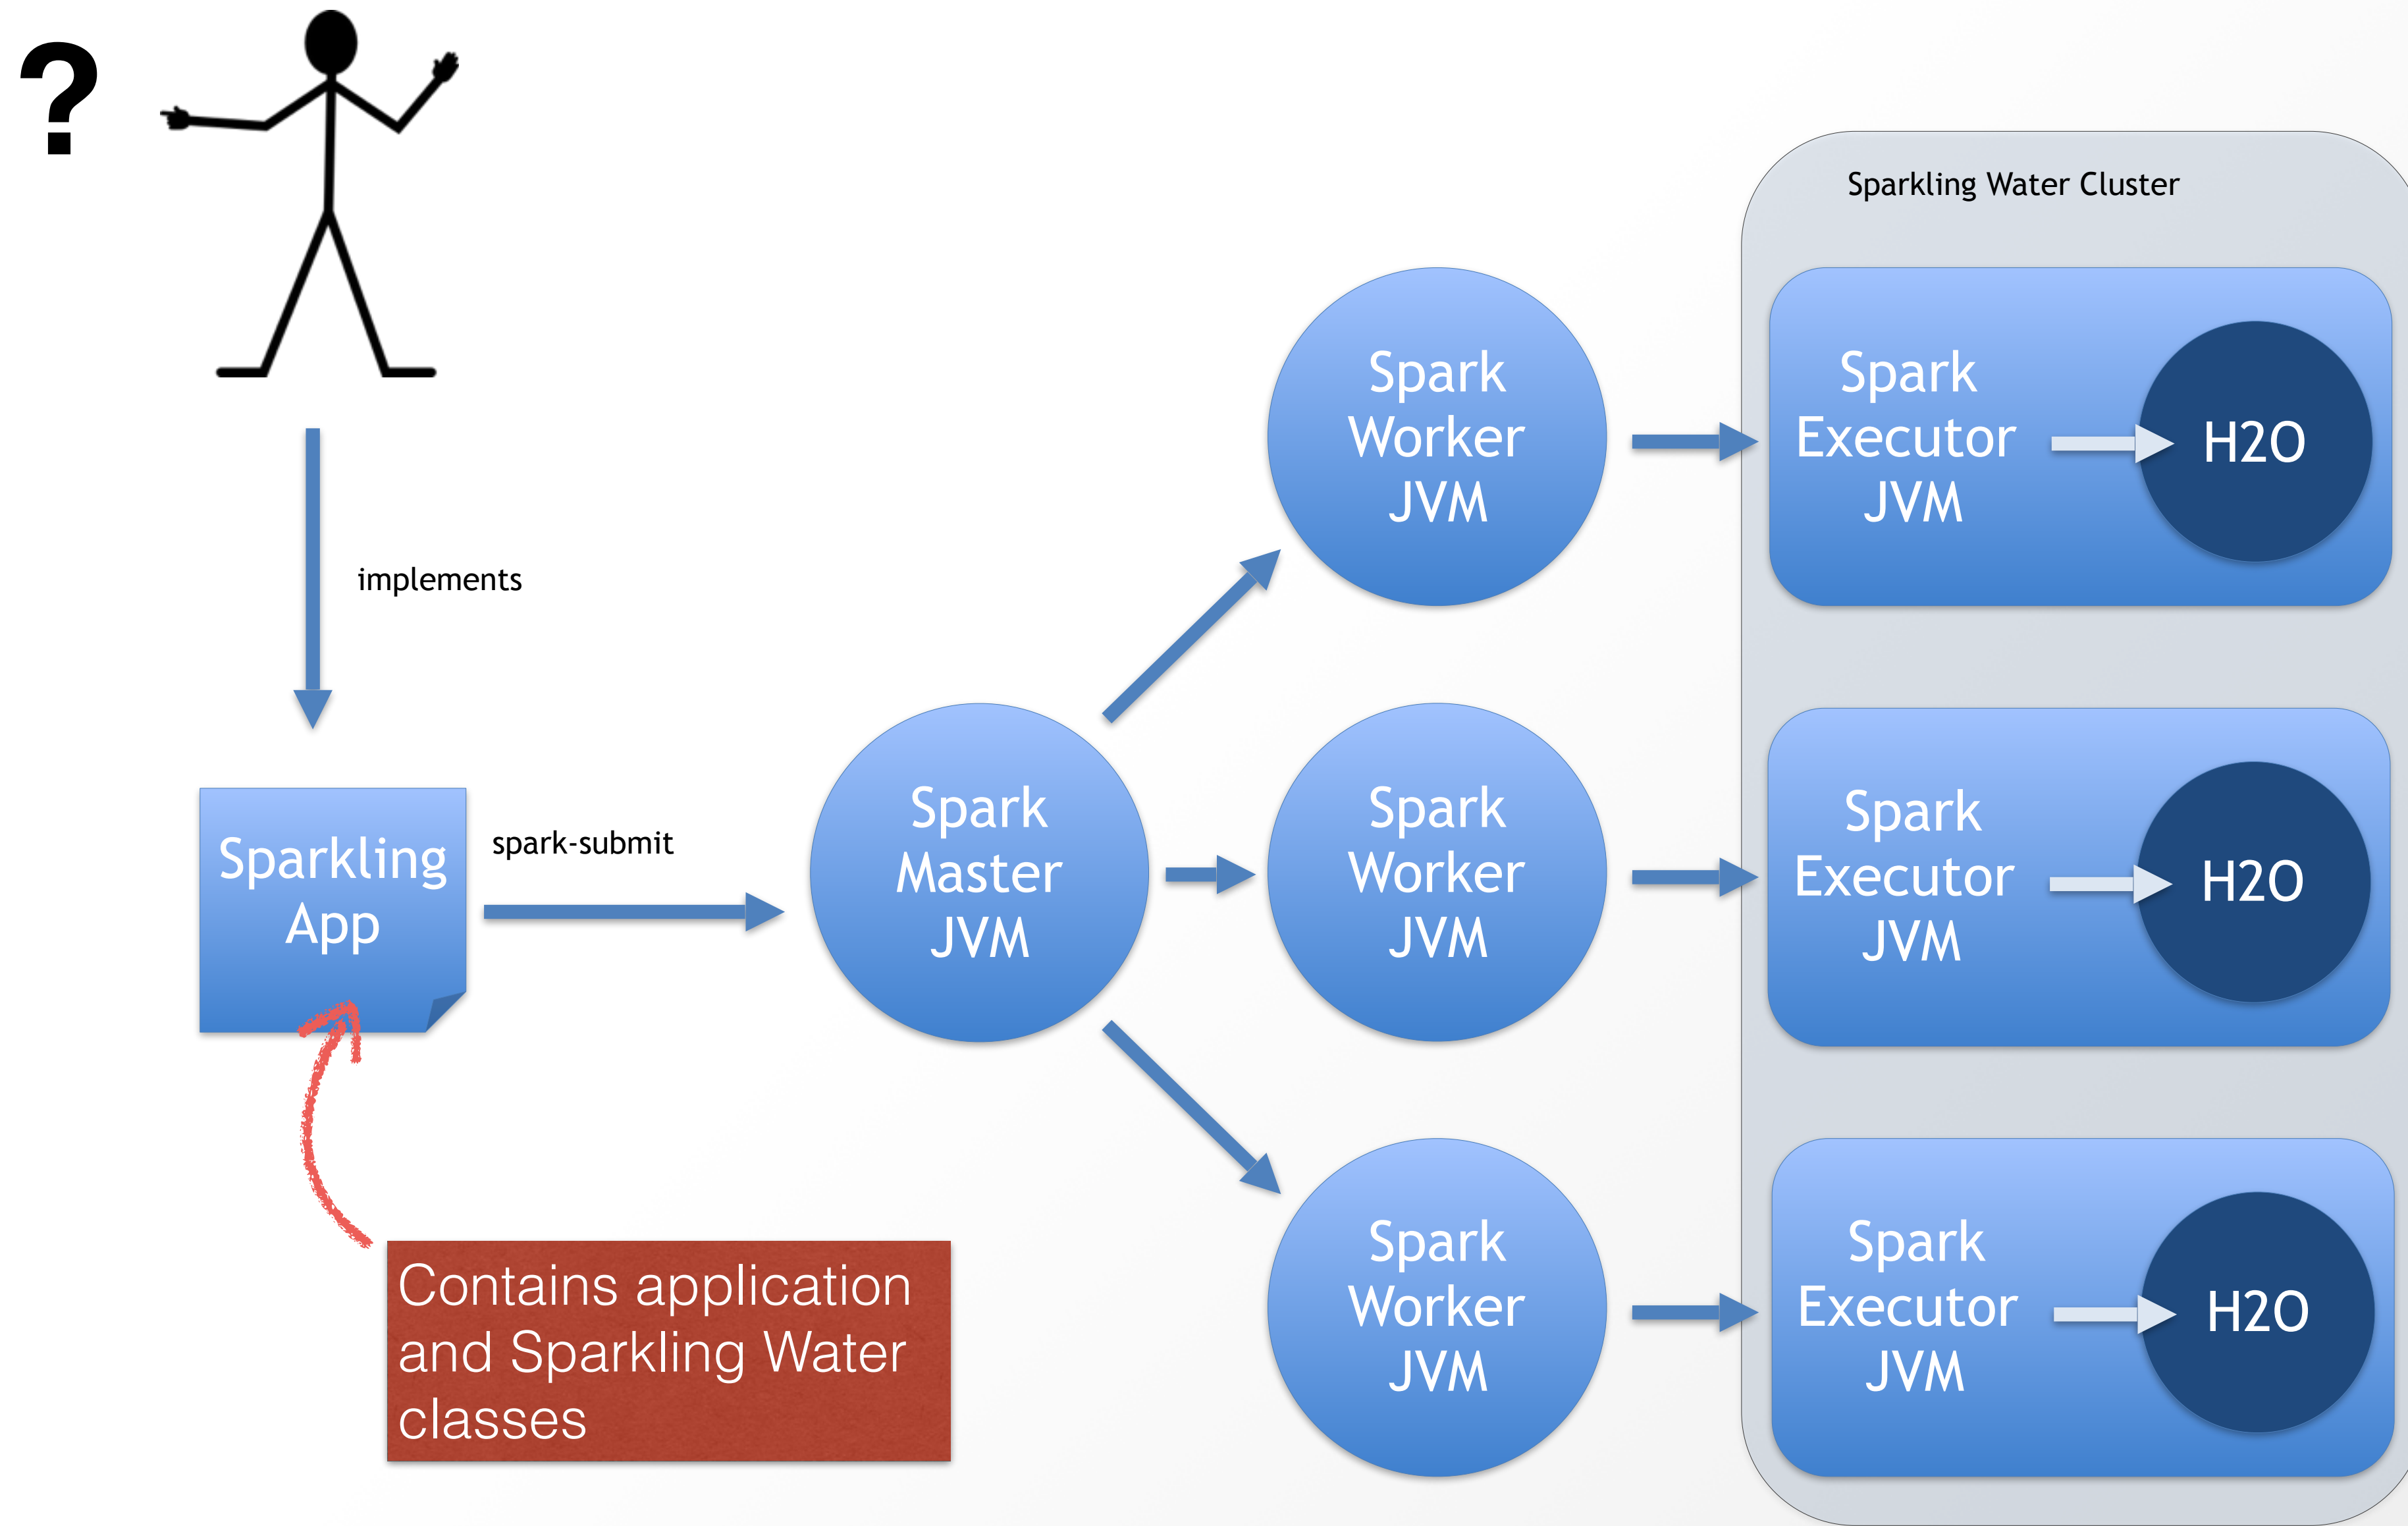 ?
Sparkling Water Cluster
Spark
Worker
JVM
Spark
Executor
JVM
H2O
implements
Sparkling
App
spark-submit
Spark
Master
JVM
Spark
Worker
JVM
Spark
Executor
JVM
H2O
Contains application
and Sparkling Water
classes
Spark
Worker
JVM
Spark
Executor
JVM
H2O